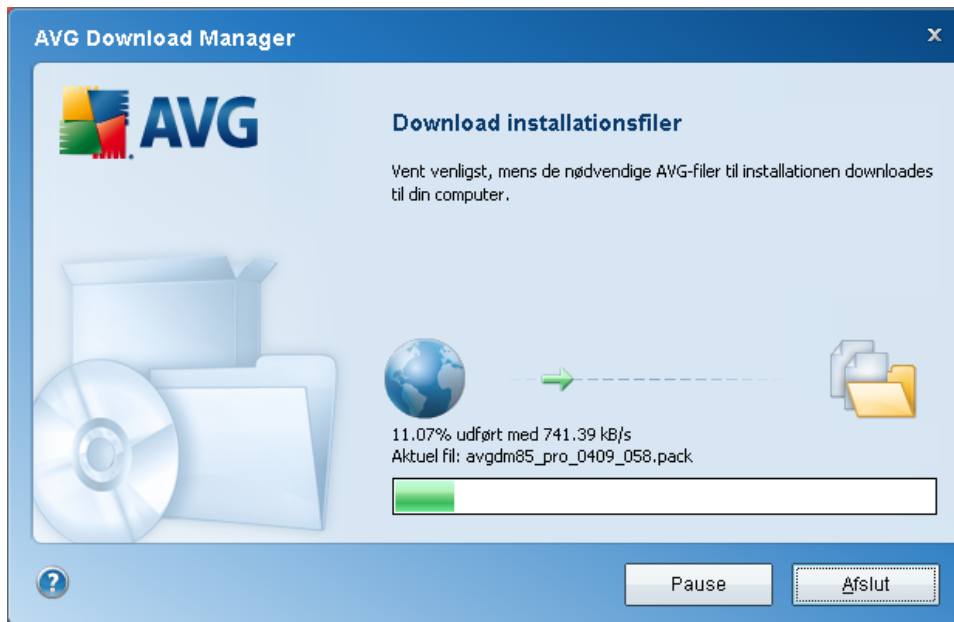 AVG Download Manager
x
AVG
Download installationsfiler
Vent venligst, mens de nødvendige AVG-filer til installationen downloades
til din computer.
11.07% udført med 741.39 kB/s
Aktuel fil: avgdm85_pro_0409_058.pack
?
Pause
Afslut